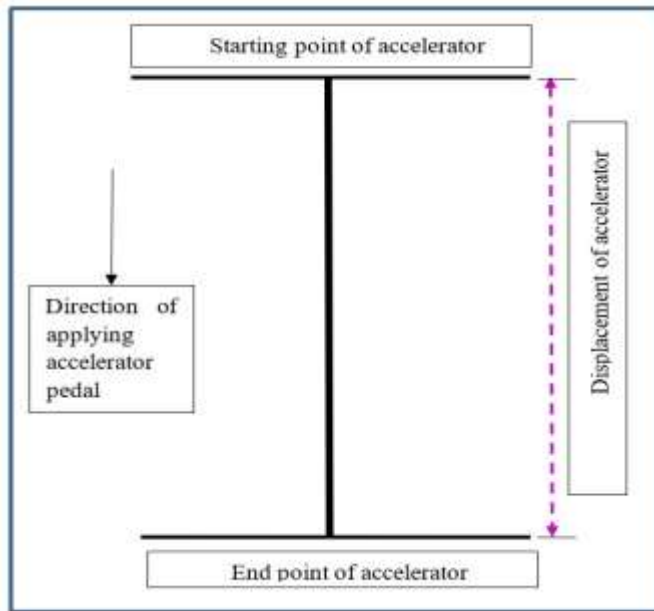 Starting point of accelerator
Displacement of accelerator
Direction of
applying
accelerator
pedal
End point of accelerator